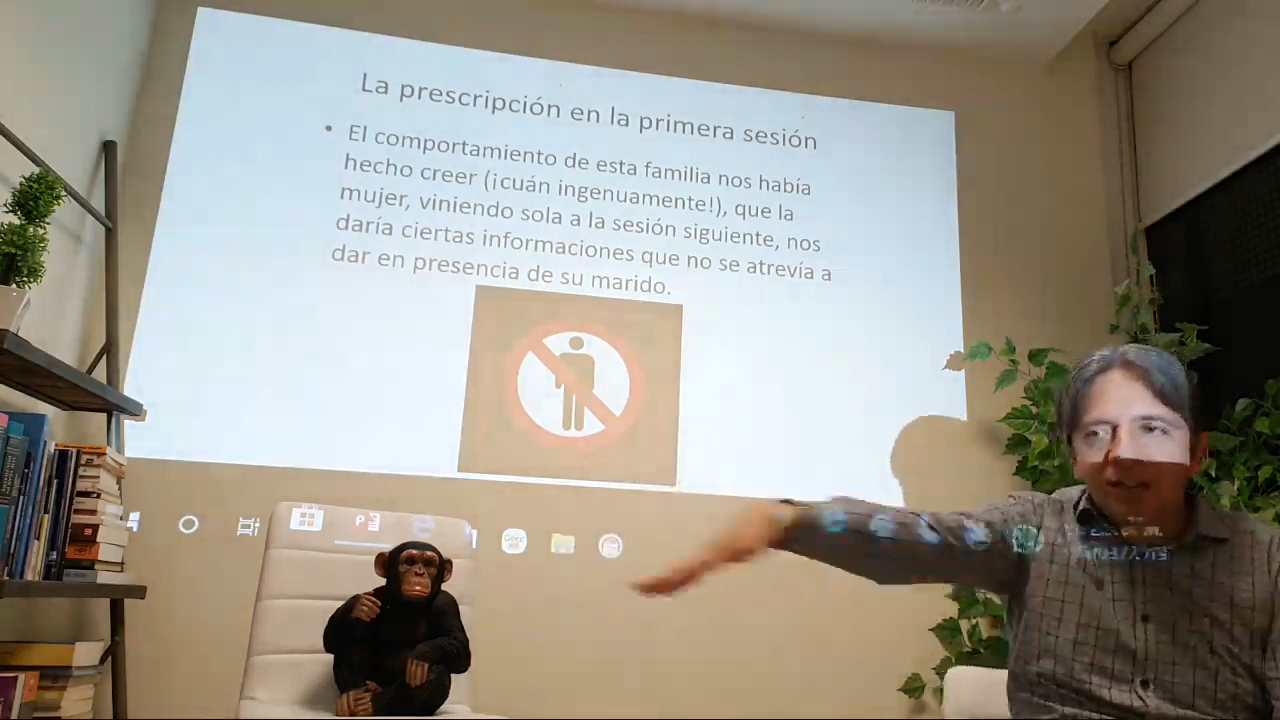 La prescripción en la primera sesión
• El comportamiento de esta familia nos había
hecho creer (¡cuán ingenuamente!), que la
mujer, viniendo sola a la sesión siguiente, nos
daría ciertas informaciones que no se atrevía a
dar en presencia de su marido.